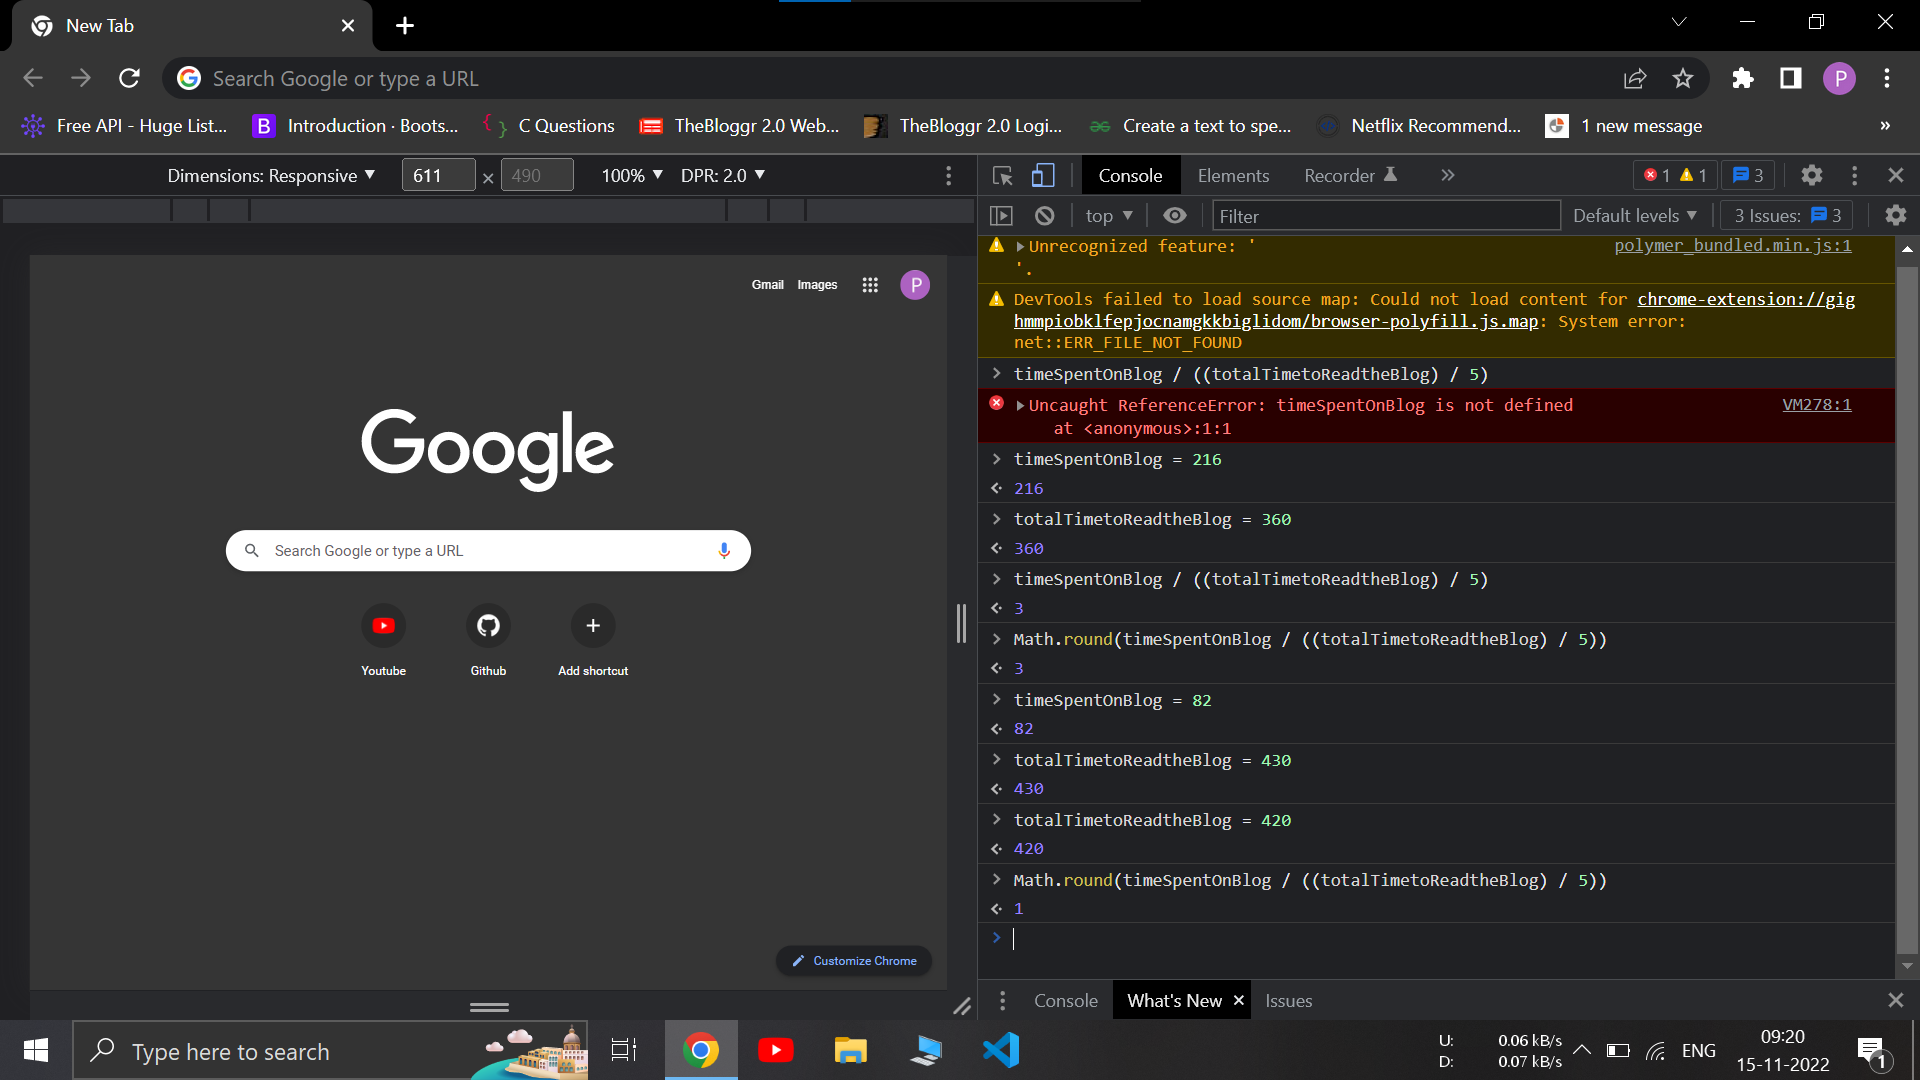 New Tab
Search Google or type a URL
P
Free API - Huge List...
B
Introduction · Boots...
C Questions
TheBloggr 2.0 Web...
TheBloggr 2.0 Logi...
Create a text to spe...
Netflix Recommend...
1 new message
»
Dimensions: Responsive
611
×
490
100%
DPR: 2.0
Console
Elements
Recorder
1
1
3
top
Filter
Default levels
3 Issues:
3
Gmail
Images
P
Google
Search Google or type a URL
Youtube
Github
Add shortcut
Customize Chrome
Unrecognized feature: '
polymer_bundled.min.js:1
'.
DevTools failed to load source map: Could not load content for chrome-extension://gig
hmmpiobklfepjocnamgkkbiglidom/browser-polyfill.js.map: System error:
net::ERR_FILE_NOT_FOUND
timeSpentOnBlog / ((totalTimetoReadtheBlog) / 5)
Uncaught ReferenceError: timeSpentOnBlog is not defined
VM278:1
at <anonymous>:1:1
timeSpentOnBlog = 216
216
totalTimetoReadtheBlog = 360
360
timeSpentOnBlog / ((totalTimetoReadtheBlog) / 5)
3
Math.round(timeSpentOnBlog / ((totalTimetoReadtheBlog) / 5))
3
timeSpentOnBlog = 82
82
totalTimetoReadtheBlog = 430
430
totalTimetoReadtheBlog = 420
420
Math.round(timeSpentOnBlog / ((totalTimetoReadtheBlog) / 5))
1
Console
What's New
Issues
Type here to search
U:
0.06 kB/s
D:
0.07 kB/s
ENG
09:20
15-11-2022
1